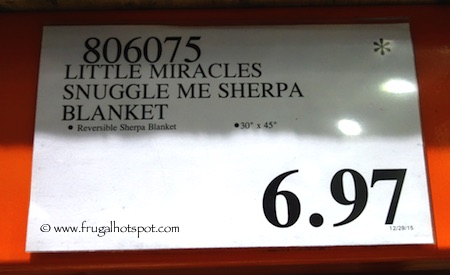 806075 *
LITTLE MIRACLES
SNUGGLE ME SHERPA
BLANKET
• Reversible Sherpa Blanket •30" x 45"
6.97
© www.frugalhotspot.com 12/29/15